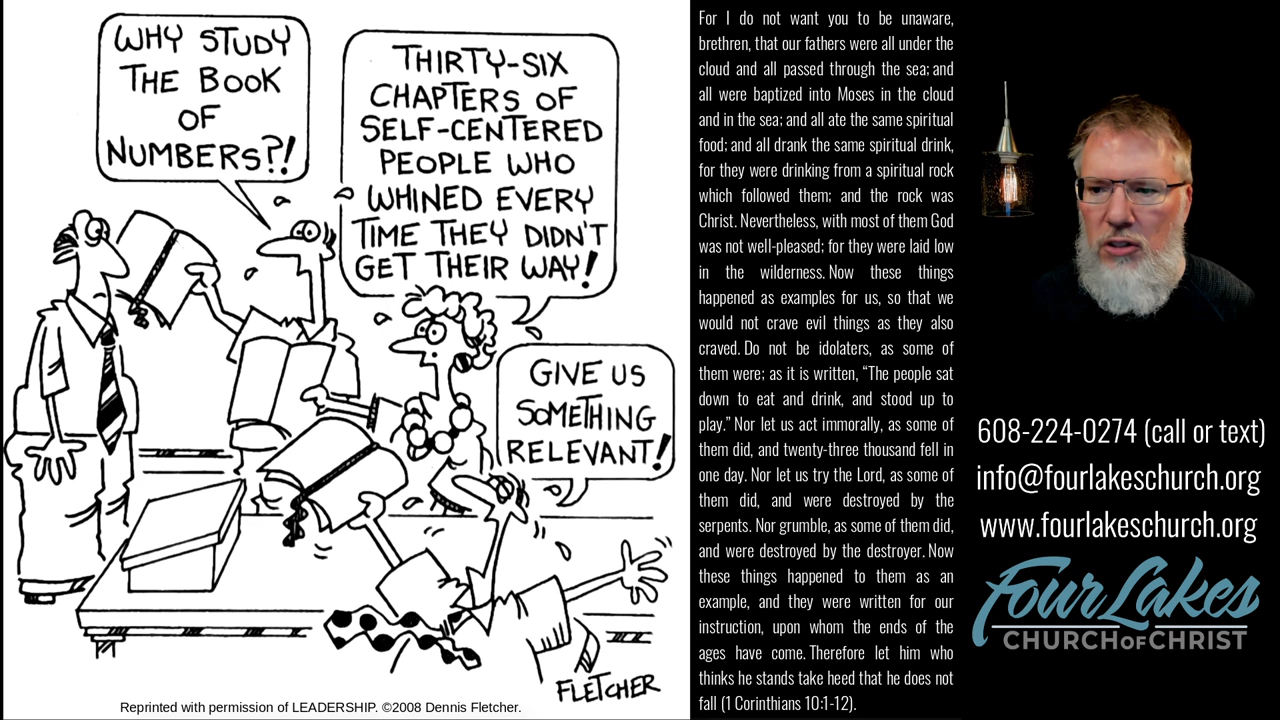 WHY STUDY
THE BOOK
OF
NUMBERS?!
THIRTY-SIX
CHAPTERS OF
SELF-CENTERED
PEOPLE WHO
WHINED EVERY
TIME THEY DIDN'T
GET THEIR WAY!
GIVE US
SOMETHING
RELEVANT!
FLETCHER
Reprinted with permission of LEADERSHIP. ©2008 Dennis Fletcher.
For I do not want you to be unaware,
brethren, that our fathers were all under the
cloud and all passed through the sea; and
all were baptized into Moses in the cloud
and in the sea; and all ate the same spiritual
food; and all drank the same spiritual drink,
for they were drinking from a spiritual rock
which followed them; and the rock was
Christ. Nevertheless, with most of them God
was not well-pleased; for they were laid low
in the wilderness. Now these things
happened as examples for us, so that we
would not crave evil things as they also
craved. Do not be idolaters, as some of
them were; as it is written, “The people sat
down to eat and drink, and stood up to
play.” Nor let us act immorally, as some of
them did, and twenty-three thousand fell in
one day. Nor let us try the Lord, as some of
them did, and were destroyed by the
serpents. Nor grumble, as some of them did,
and were destroyed by the destroyer. Now
these things happened to them as an
example, and they were written for our
instruction, upon whom the ends of the
ages have come. Therefore let him who
thinks he stands take heed that he does not
fall (1 Corinthians 10:1-12).
608-224-0274 (call or text)
info@fourlakeschurch.org
www.fourlakeschurch.org
Four Lakes
CHURCH OF CHRIST